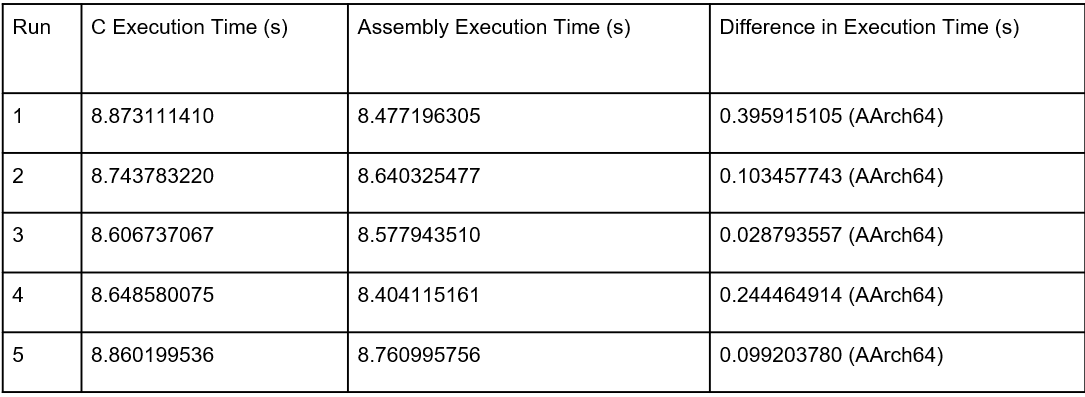 Run C Execution Time (s) Assembly Execution Time (s) Difference in Execution Time (s)
1 8.873111410 8.477196305 0.395915105 (AArch64)
2 8.743783220 8.640325477 0.103457743 (AArch64)
3 8.606737067 8.577943510 0.028793557 (AArch64)
4 8.648580075 8.404115161 0.244464914 (AArch64)
5 8.860199536 8.760995756 0.099203780 (AArch64)